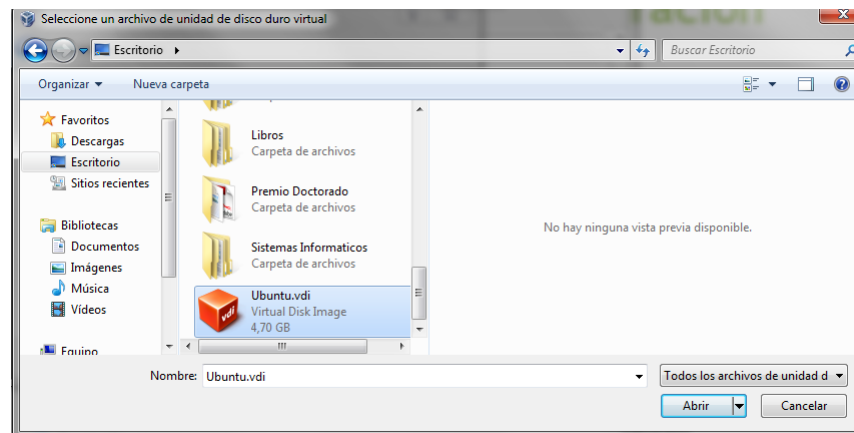 Seleccione un archivo de unidad de disco duro virtual
Escritorio
Buscar Escritorio
Organizar
Nueva carpeta
Favoritos
Descargas
Escritorio
Sitios recientes
Bibliotecas
Documentos
Imágenes
Música
Vídeos
Equipo
Libros
Carpeta de archivos
Premio Doctorado
Carpeta de archivos
Sistemas Informaticos
Carpeta de archivos
vdi
Ubuntu.vdi
Virtual Disk Image
4,70 GB
No hay ninguna vista previa disponible.
Nombre: Ubuntu.vdi
Todos los archivos de unidad d
Abrir
Cancelar